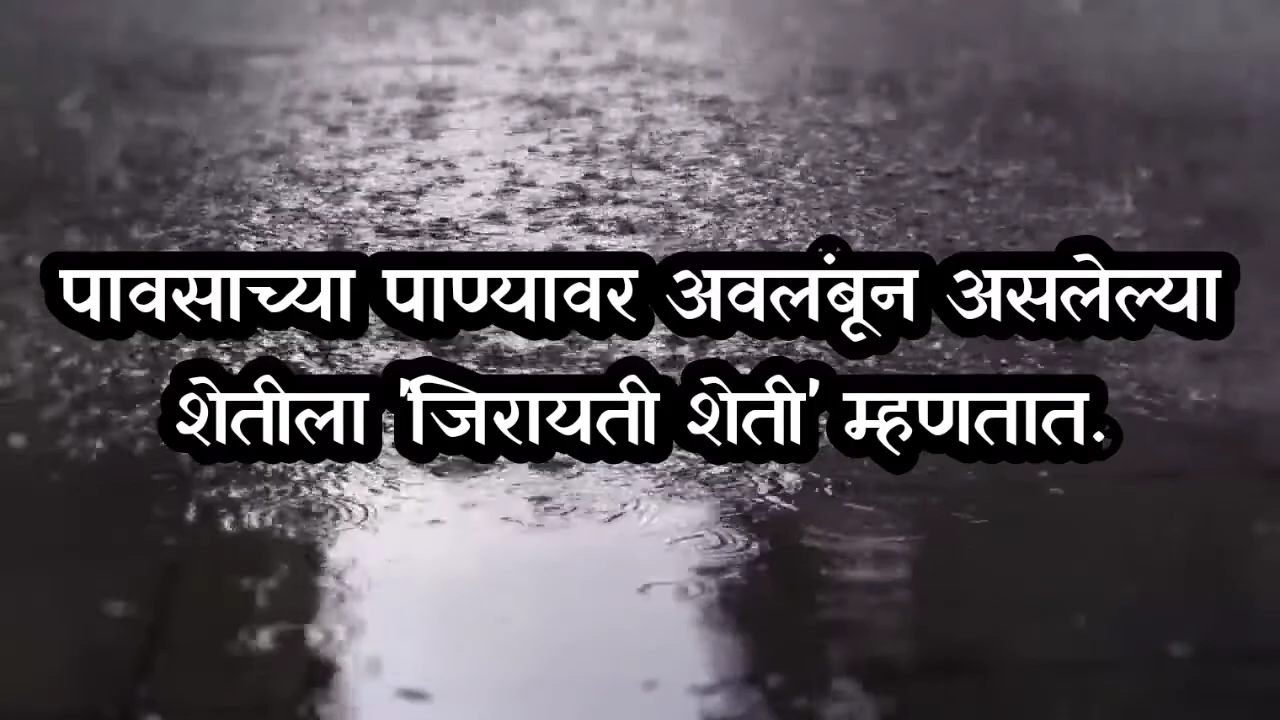 पावसाच्या पाण्यावर अवलंबून असलेल्या
शेतीला 'जिरायती शेती' म्हणतात.